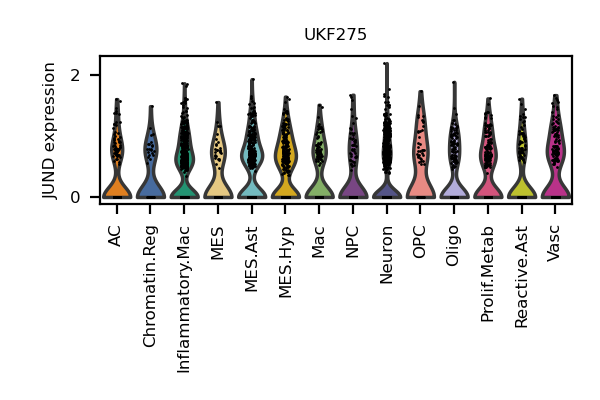 UKF275
JUND expression
2
0
AC
Chromatin.Reg
Inflammatory.Mac
MES
MES.Ast
MES.Hyp
Mac
NPC
Neuron
OPC
Oligo
Prolif.Metab
Reactive.Ast
Vasc